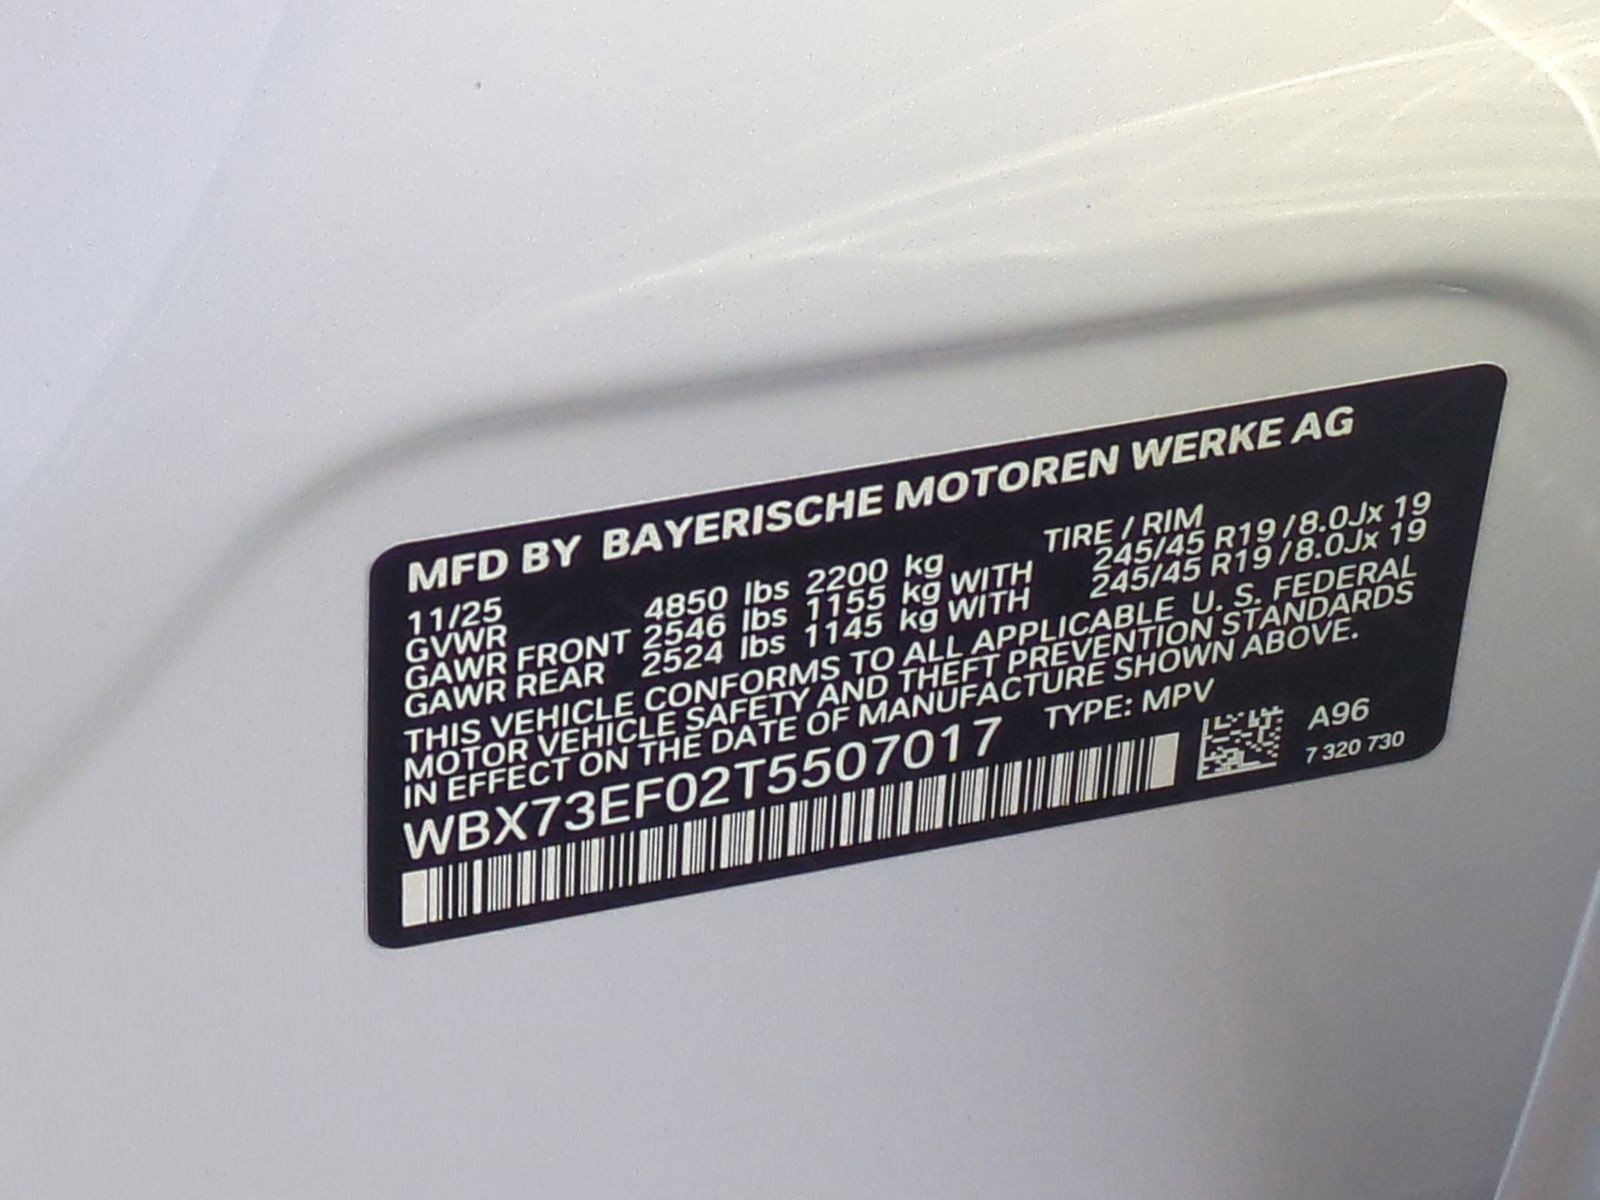 MFD BY BAYERISCHE MOTOREN WERKE AG
11/25 TIRE / RIM
GVWR 4850 lbs 2200 kg
GAWR FRONT 2546 lbs 1155 kg WITH 245/45 R19 / 8.0Jx 19
GAWR REAR 2524 lbs 1145 kg WITH 245/45 R19 / 8.0Jx 19
THIS VEHICLE CONFORMS TO ALL APPLICABLE U. S. FEDERAL
MOTOR VEHICLE SAFETY AND THEFT PREVENTION STANDARDS
IN EFFECT ON THE DATE OF MANUFACTURE SHOWN ABOVE.
WBX73EF02T5507017 TYPE: MPV
A96
7 320 730